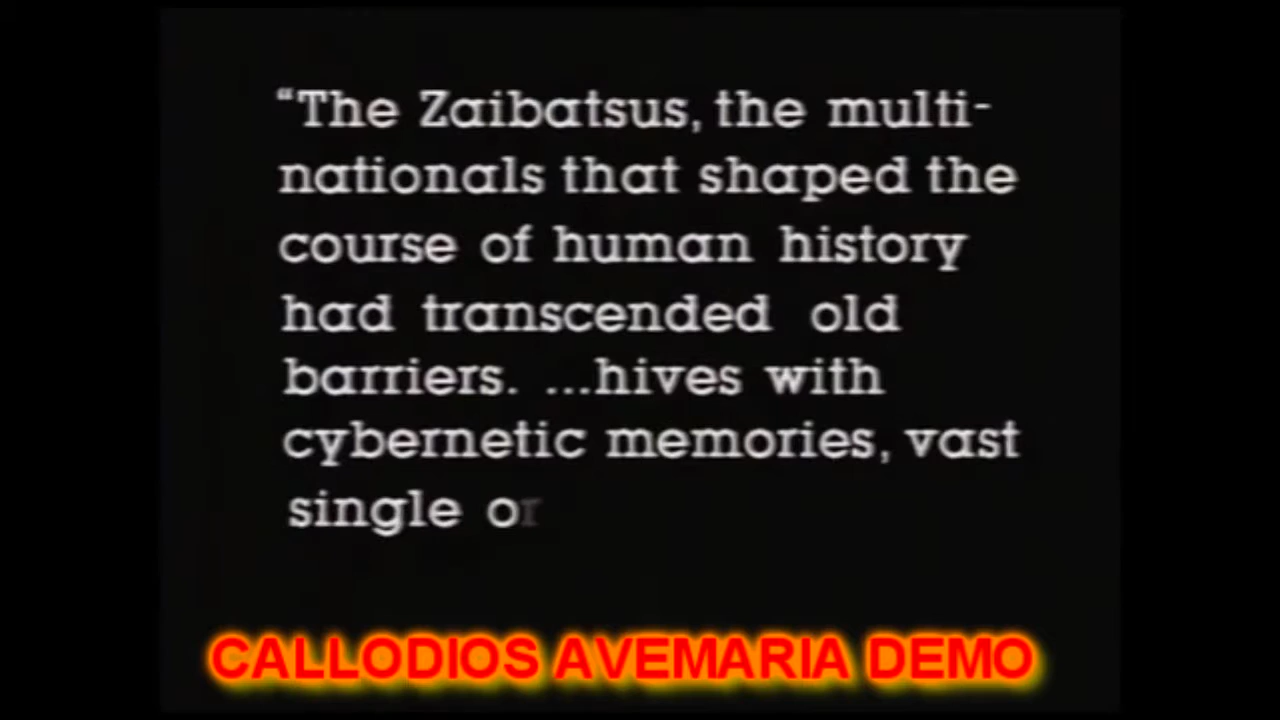 “The Zaibatsus, the multi-
nationals that shaped the
course of human history
had transcended old
barriers. ...hives with
cybernetic memories, vast
single or
CALLODIOS AVEMARIA DEMO